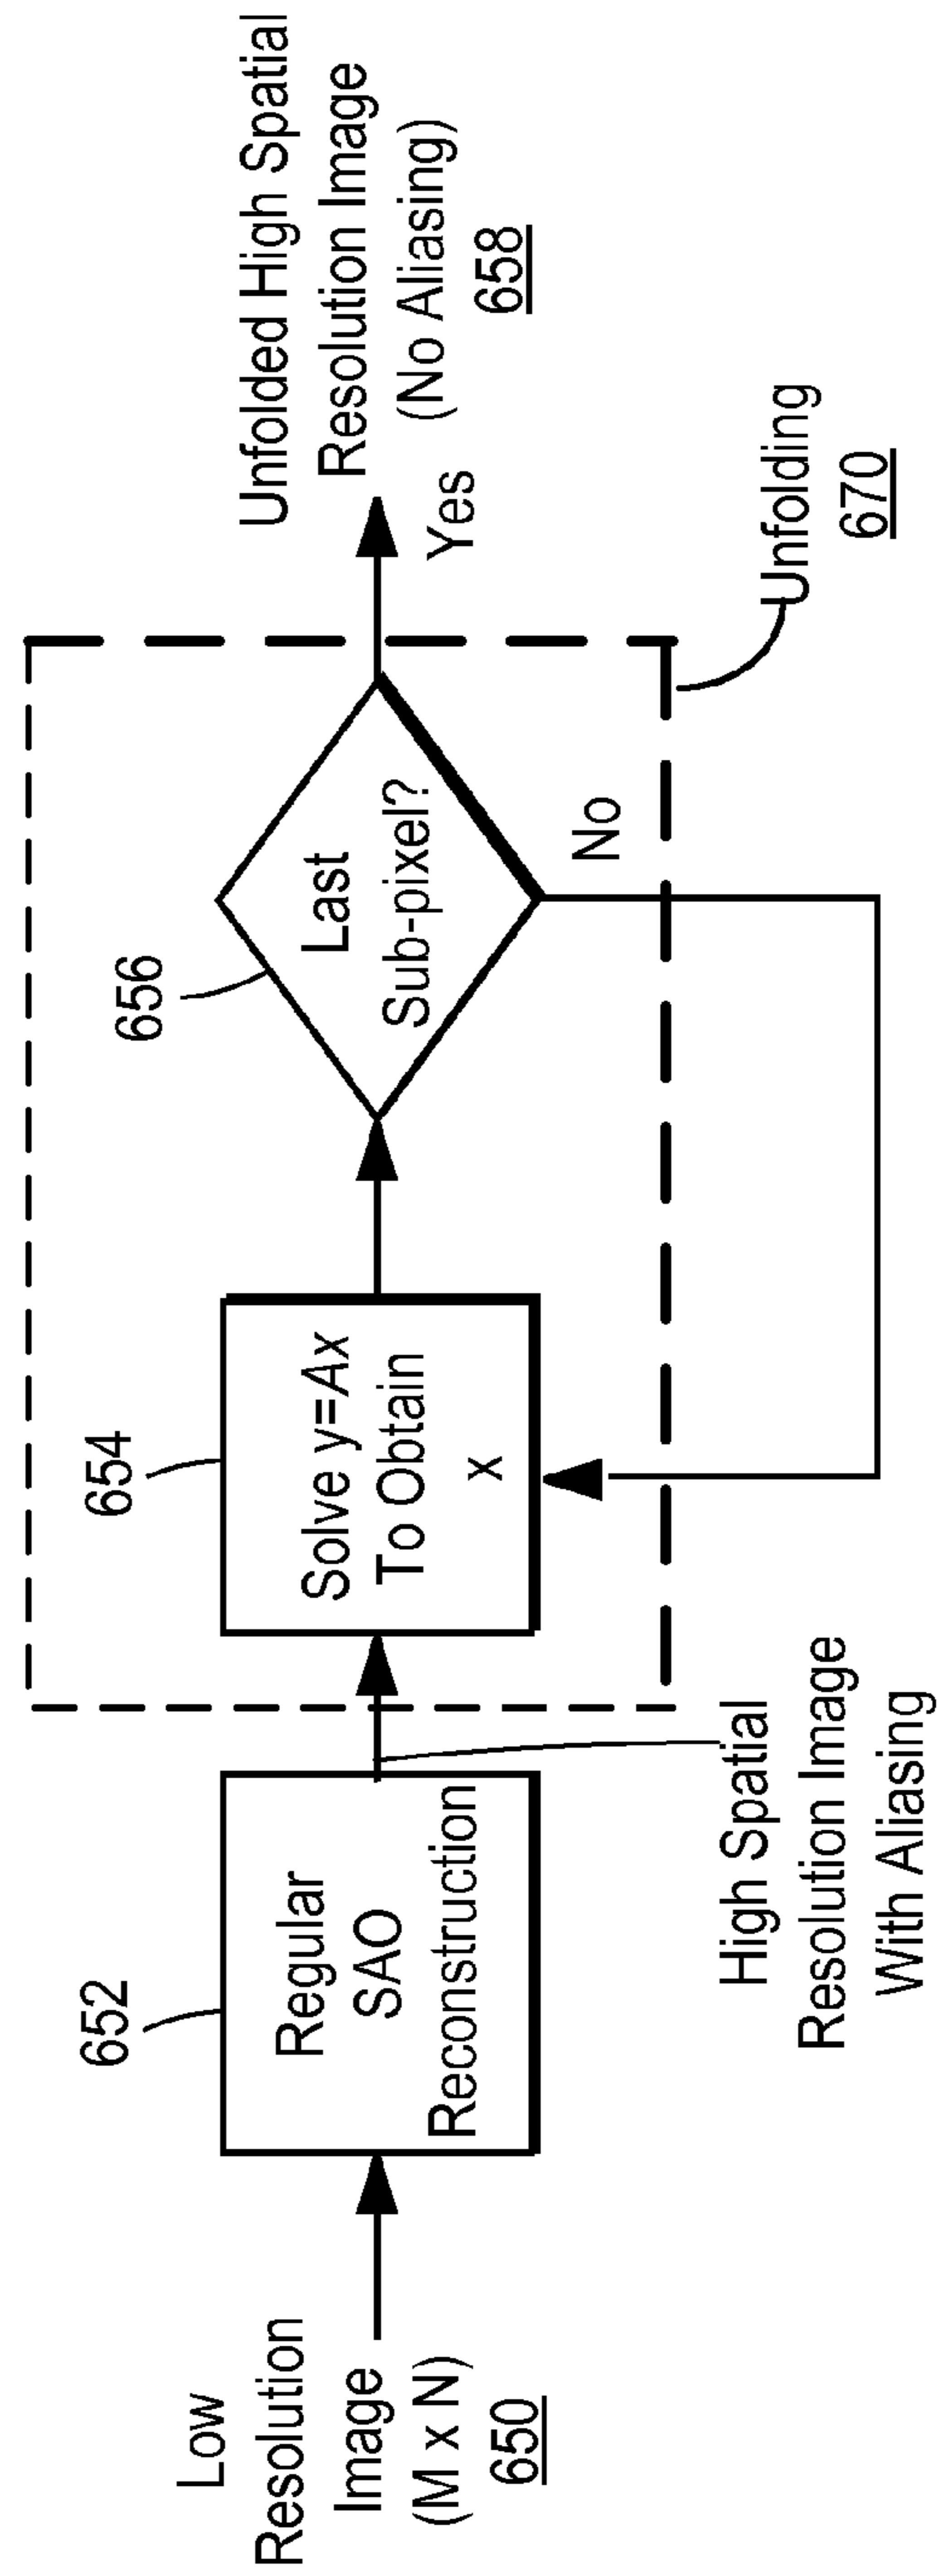 Low
Resolution
Image
(M x N)
650
652
Regular
SAO
Reconstruction
High Spatial
Resolution Image
With Aliasing
654
Solve y=Ax
To Obtain
x
656
Last
Sub-pixel?
No
Yes
Unfolding
670
Unfolded High Spatial
Resolution Image
(No Aliasing)
658